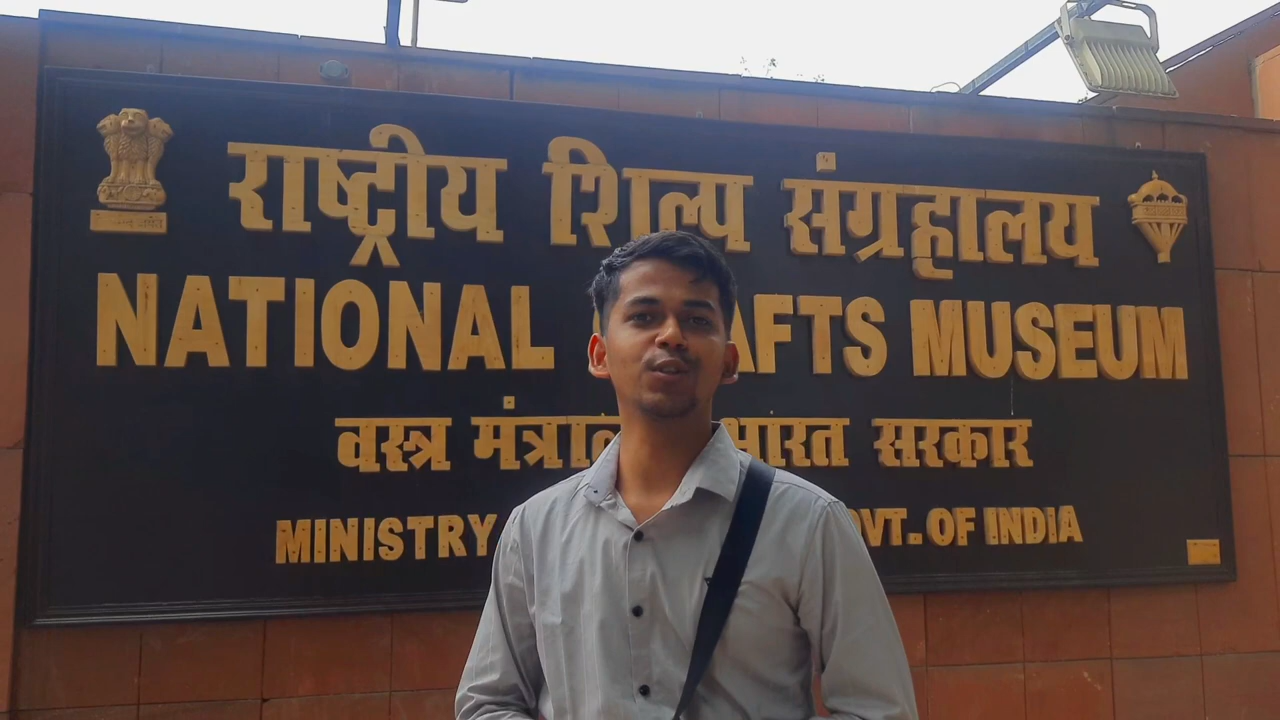 राष्ट्रीय शिल्प संग्रहालय
NATIONAL AFTS MUSEUM
वस्त्र भारत सरकार
MINISTRY OVT. OF INDIA